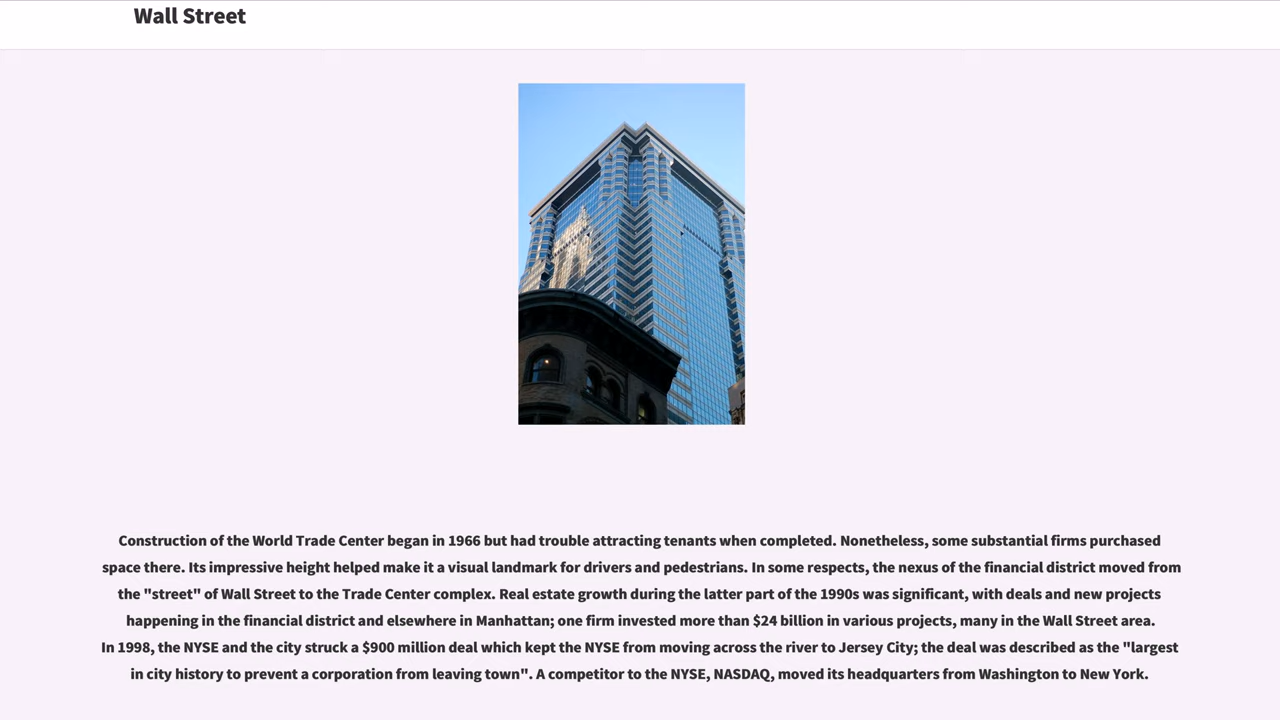 Wall Street
Construction of the World Trade Center began in 1966 but had trouble attracting tenants when completed. Nonetheless, some substantial firms purchased
space there. Its impressive height helped make it a visual landmark for drivers and pedestrians. In some respects, the nexus of the financial district moved from
the "street" of Wall Street to the Trade Center complex. Real estate growth during the latter part of the 1990s was significant, with deals and new projects
happening in the financial district and elsewhere in Manhattan; one firm invested more than $24 billion in various projects, many in the Wall Street area.
In 1998, the NYSE and the city struck a $900 million deal which kept the NYSE from moving across the river to Jersey City; the deal was described as the "largest
in city history to prevent a corporation from leaving town". A competitor to the NYSE, NASDAQ, moved its headquarters from Washington to New York.